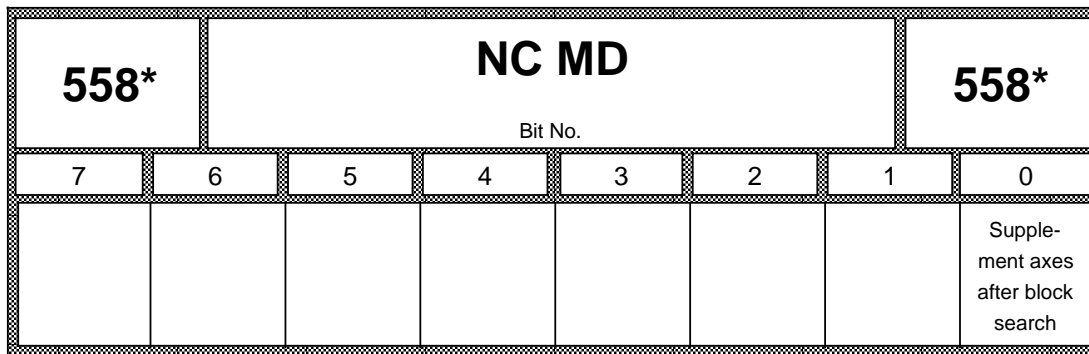 558*
NC MD
558*
Bit No.
7 6 5 4 3 2 1 0
Supple-
ment axes
after block
search